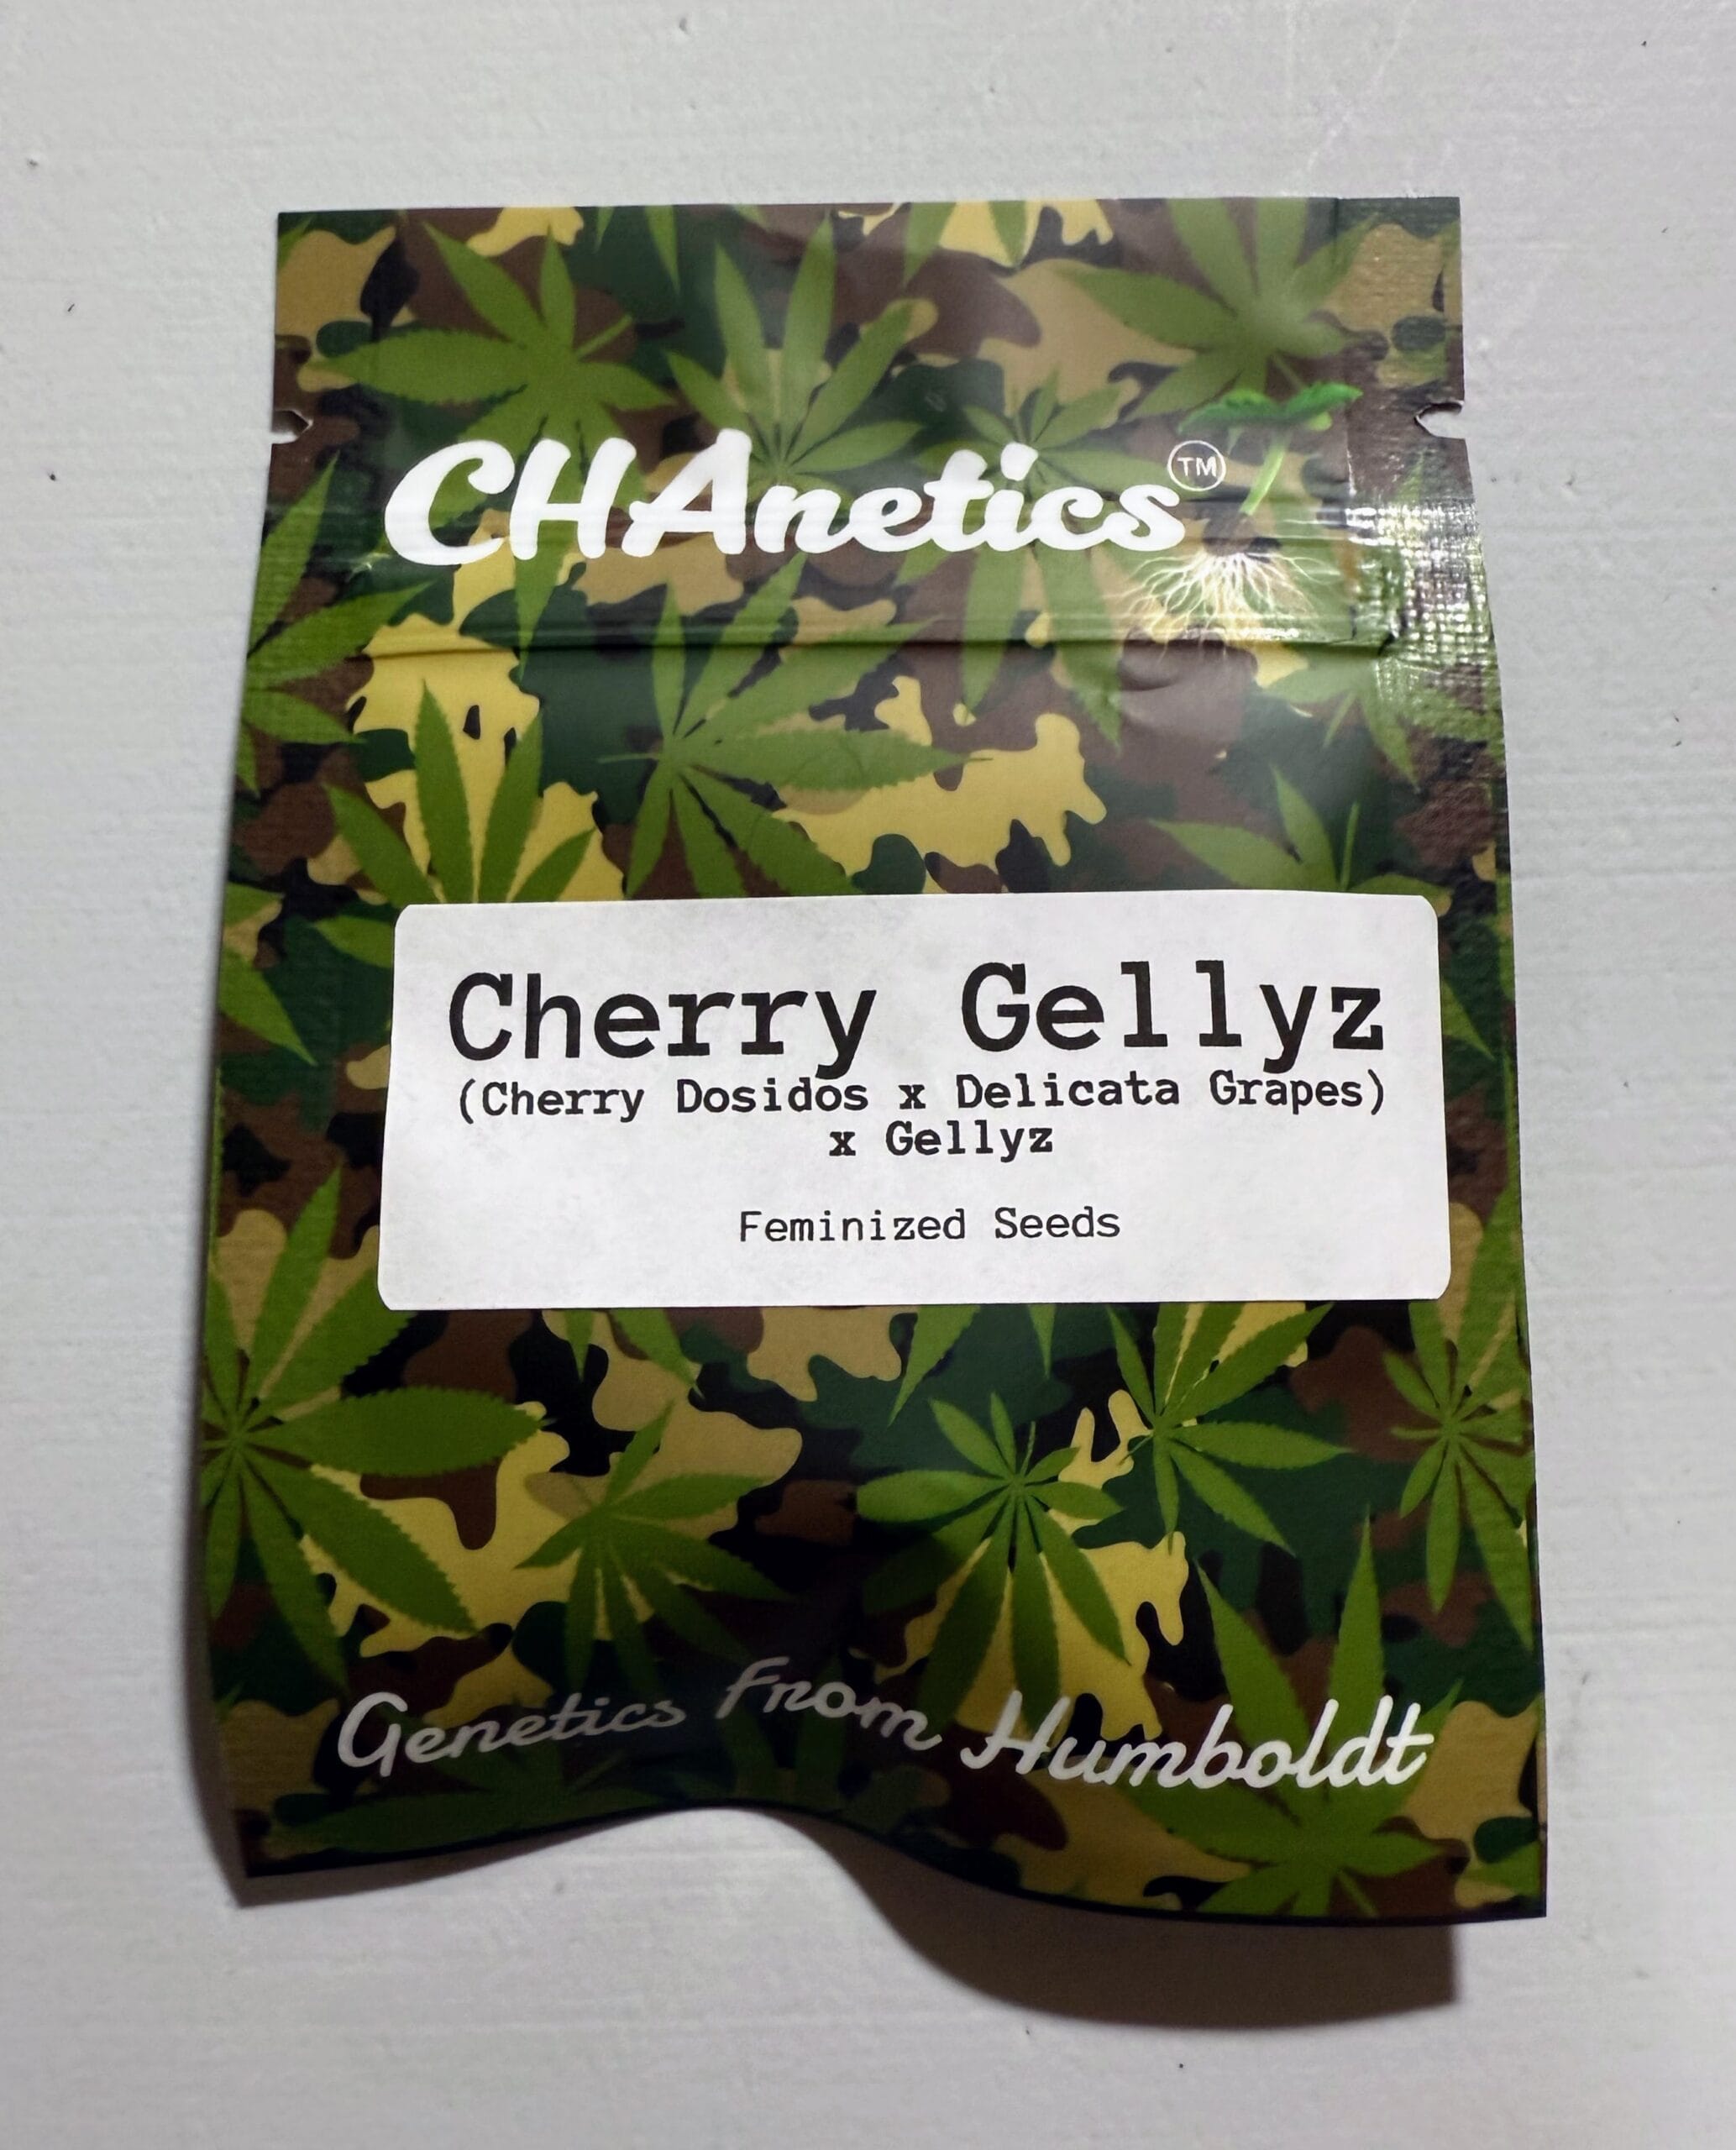 CHAnetics™
Cherry Gellyz
(Cherry Dosidos x Delicata Grapes)
x Gellyz
Feminized Seeds
Genetics From Humboldt